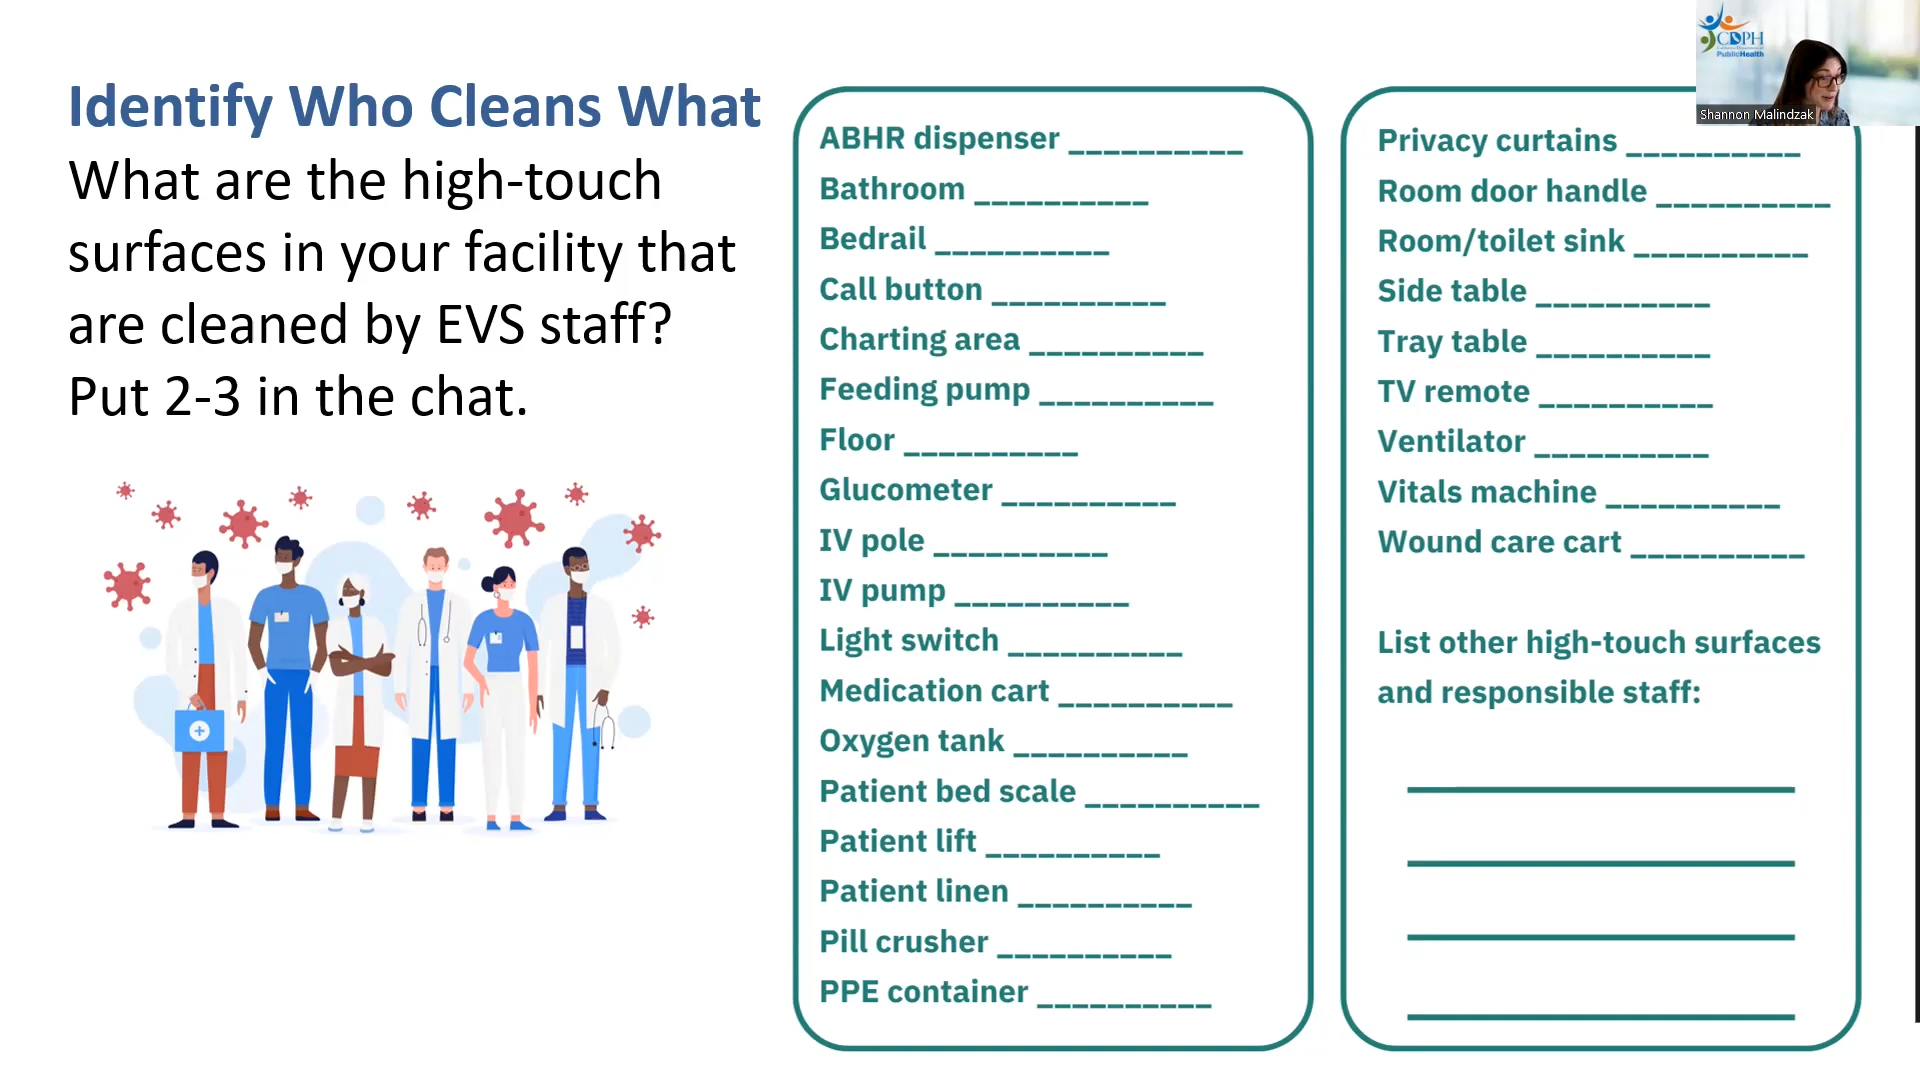 Identify Who Cleans What
What are the high-touch
surfaces in your facility that
are cleaned by EVS staff?
Put 2-3 in the chat.
ABHR dispenser __________
Bathroom __________
Bedrail __________
Call button __________
Charting area __________
Feeding pump __________
Floor __________
Glucometer __________
IV pole __________
IV pump __________
Light switch __________
Medication cart __________
Oxygen tank __________
Patient bed scale __________
Patient lift __________
Patient linen __________
Pill crusher __________
PPE container __________
Privacy curtains __________
Room door handle __________
Room/toilet sink __________
Side table __________
Tray table __________
TV remote __________
Ventilator __________
Vitals machine __________
Wound care cart __________
List other high-touch surfaces
and responsible staff:
CDPH
PublicHealth
Shannon Malindzak